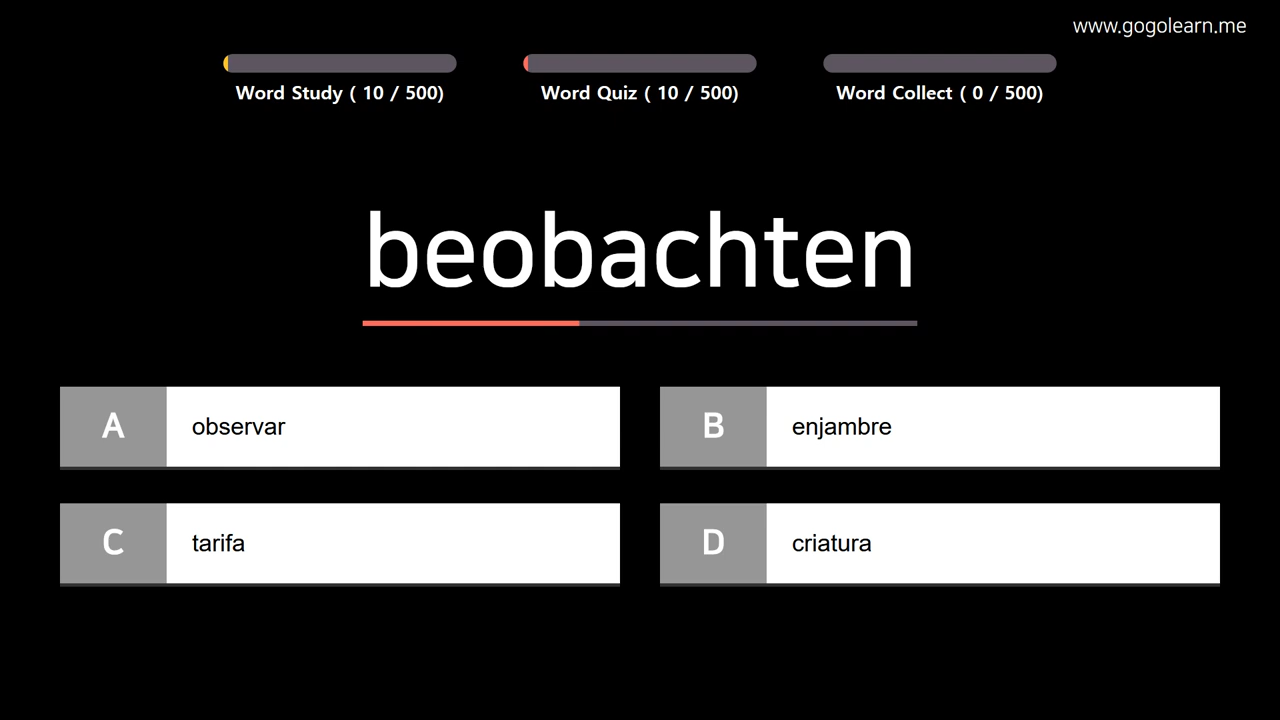 www.gogolearn.me
Word Study ( 10 / 500)
Word Quiz ( 10 / 500)
Word Collect ( 0 / 500)
beobachten
A observar
B enjambre
C tarifa
D criatura